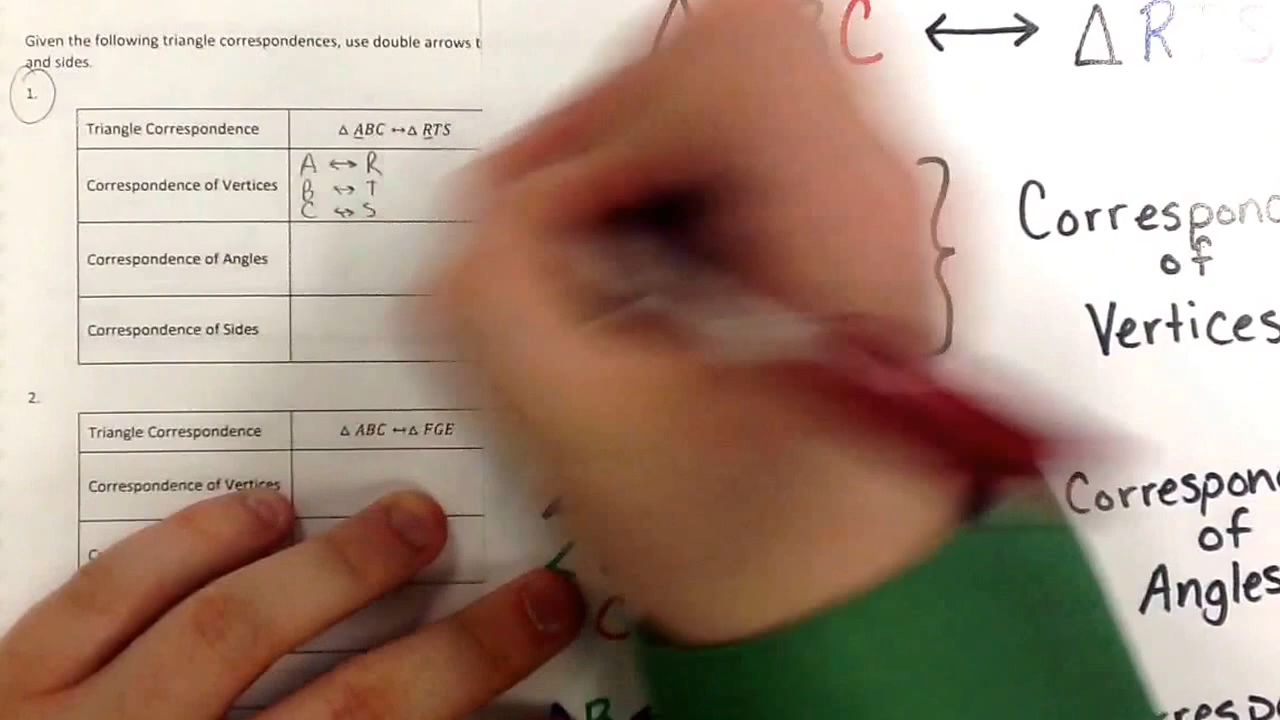 Given the following triangle correspondences, use double arrows
and sides.
1.
Triangle Correspondence
△ ABC ↔△ RTS
Correspondence of Vertices
A ↔ R
B ↔ T
C ↔ S
Correspondence of Angles
Correspondence of Sides
2.
Triangle Correspondence
△ ABC ↔△ FGE
Correspondence of Vertices
C ↔ △ RTS
Correspond
of
Vertices
Correspon
of
Angles
C
B